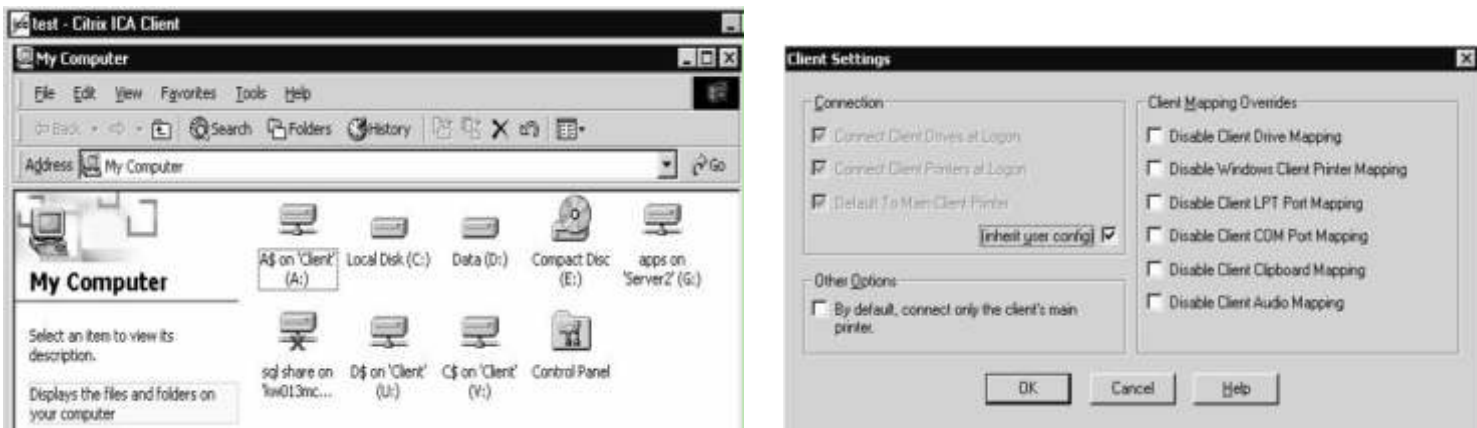 test - Citrix ICA Client
My Computer
File Edit View Favorites Tools Help
Back Search Folders History
Address My Computer Go
A$ on 'Client' (A:)
Local Disk (C:)
Data (D:)
Compact Disc (E:)
apps on 'Server2' (G:)
My Computer
Select an item to view its
description.
Displays the files and folders on
your computer
sql share on 'kw013mc...
D$ on 'Client' (U:)
C$ on 'Client' (V:)
Control Panel
Client Settings
Connection
Connect Client Drives at Logon
Connect Client Printers at Logon
Default To Main Client Printer
(inherit user config)
Other Options
By default, connect only the client's main
printer.
Client Mapping Overrides
Disable Client Drive Mapping
Disable Windows Client Printer Mapping
Disable Client LPT Port Mapping
Disable Client COM Port Mapping
Disable Client Clipboard Mapping
Disable Client Audio Mapping
OK Cancel Help